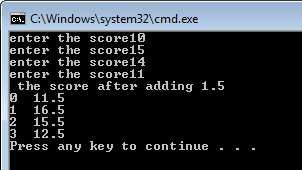 C:\Windows\system32\cmd.exe
enter the score10
enter the score15
enter the score14
enter the score11
 the score after adding 1.5
0  11.5
1  16.5
2  15.5
3  12.5
Press any key to continue . . .